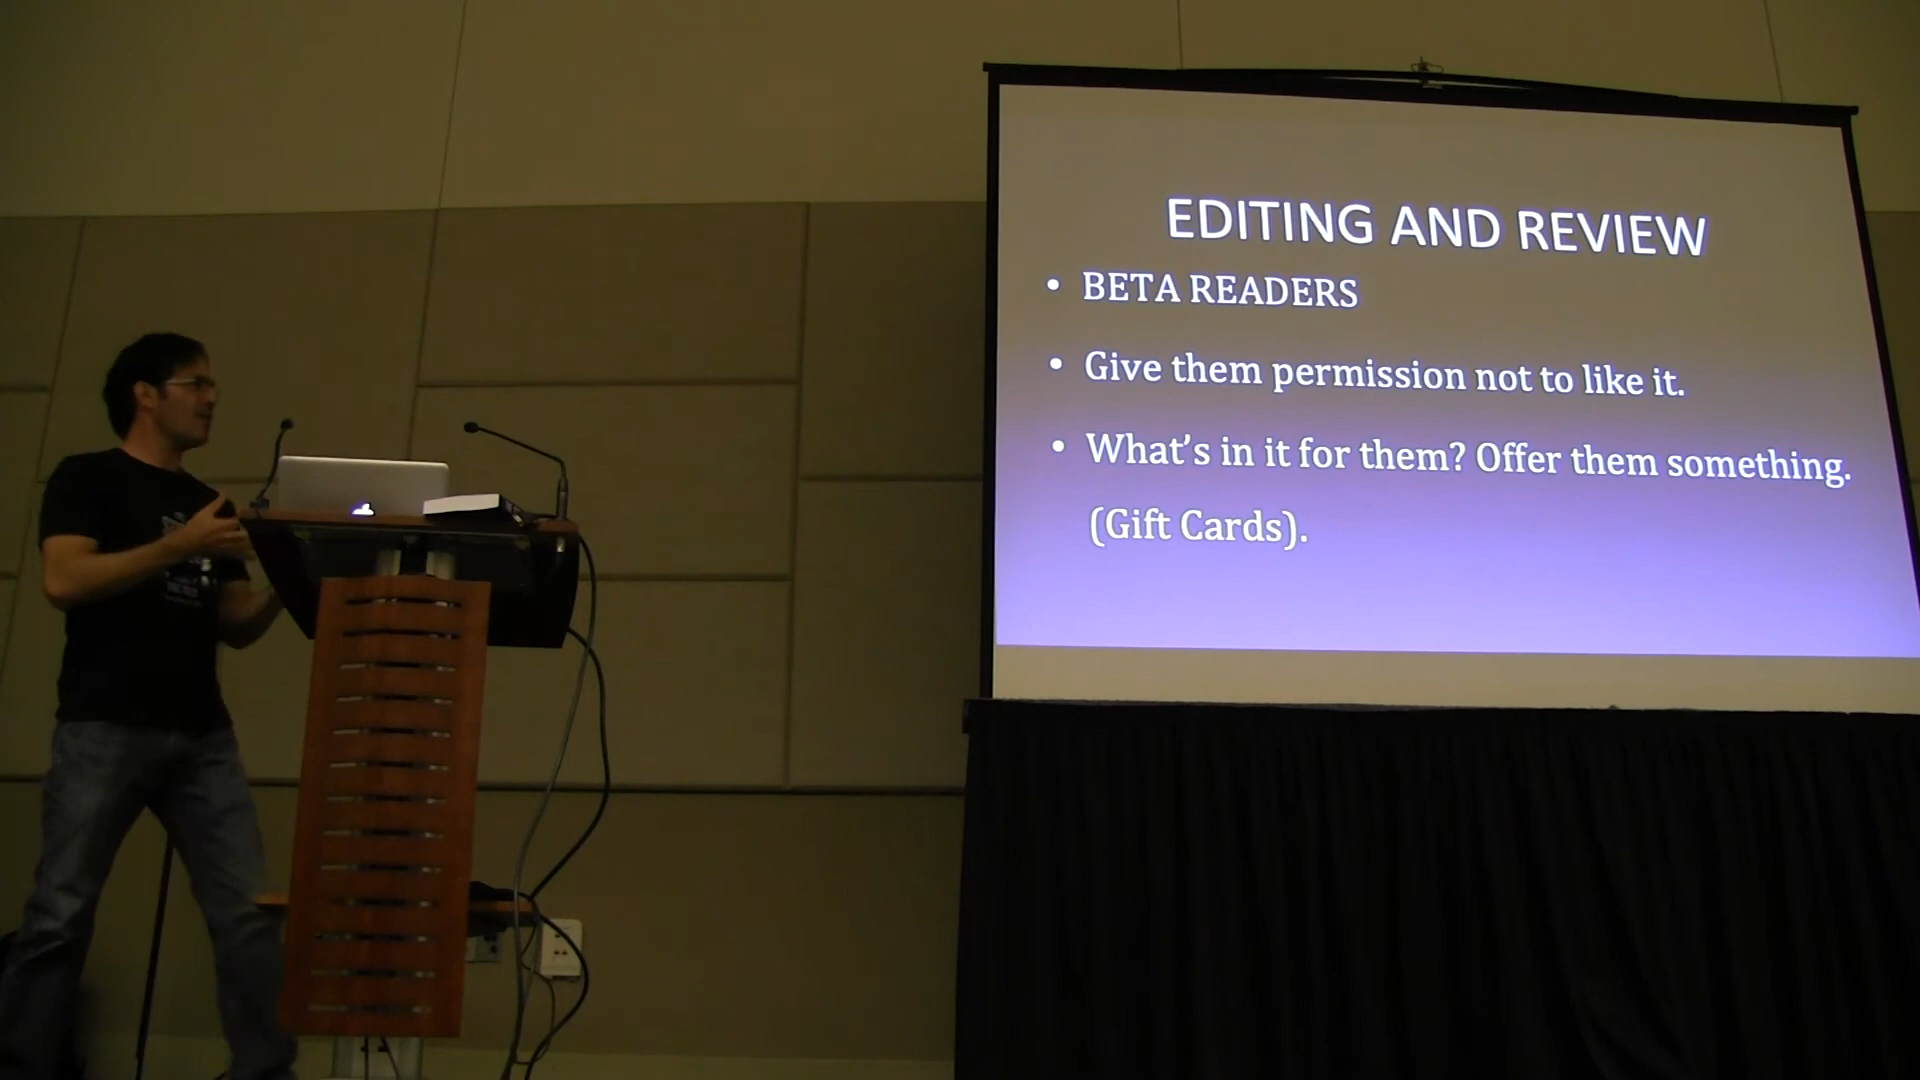 EDITING AND REVIEW
• BETA READERS
• Give them permission not to like it.
• What's in it for them? Offer them something.
(Gift Cards).